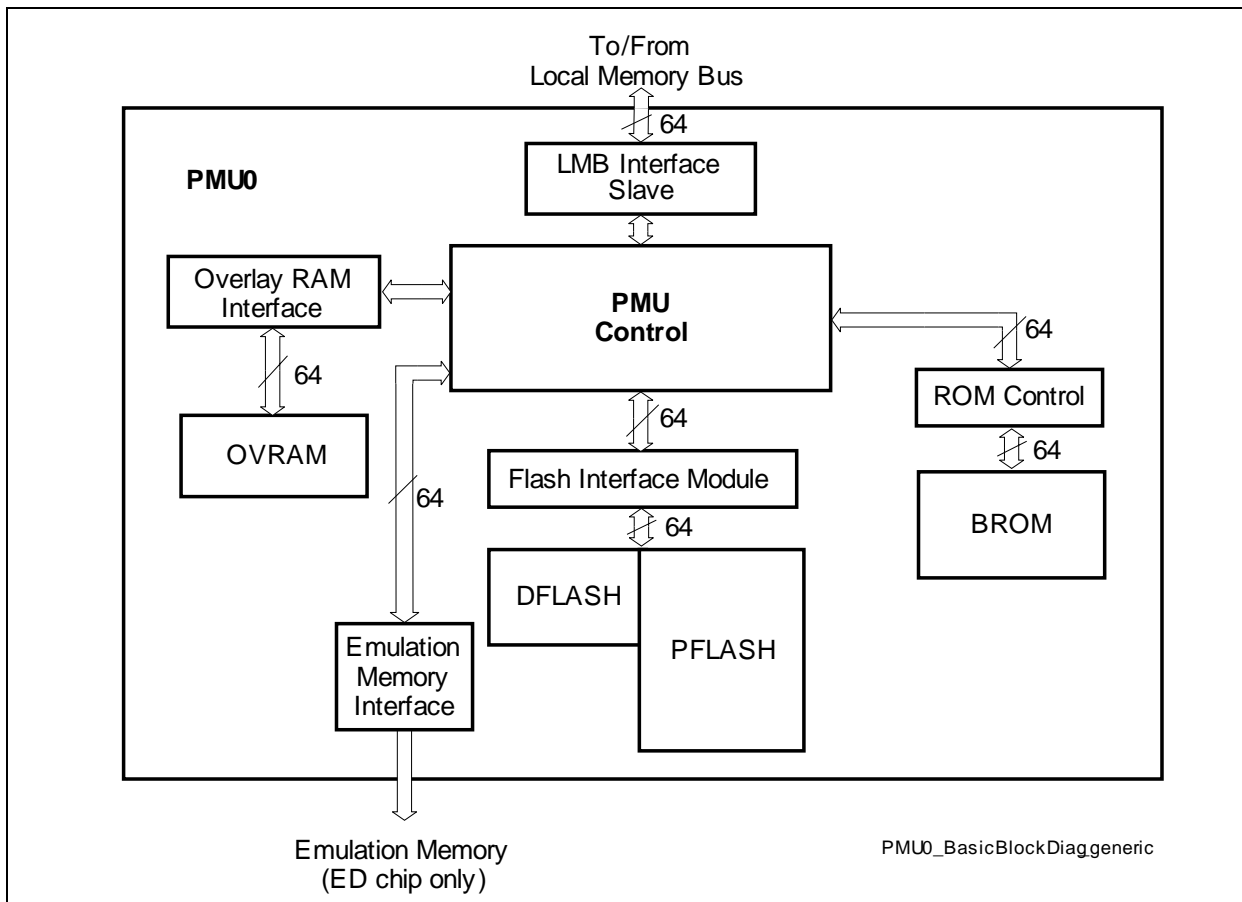 To/From
Local Memory Bus
64
PMU0
LMB Interface
Slave
Overlay RAM
Interface
PMU
Control
64
64
64
ROM Control
OVRAM
64
Flash Interface Module
64
64
BROM
DFLASH
PFLASH
Emulation
Memory
Interface
Emulation Memory
(ED chip only)
PMU0_BasicBlockDiag.generic